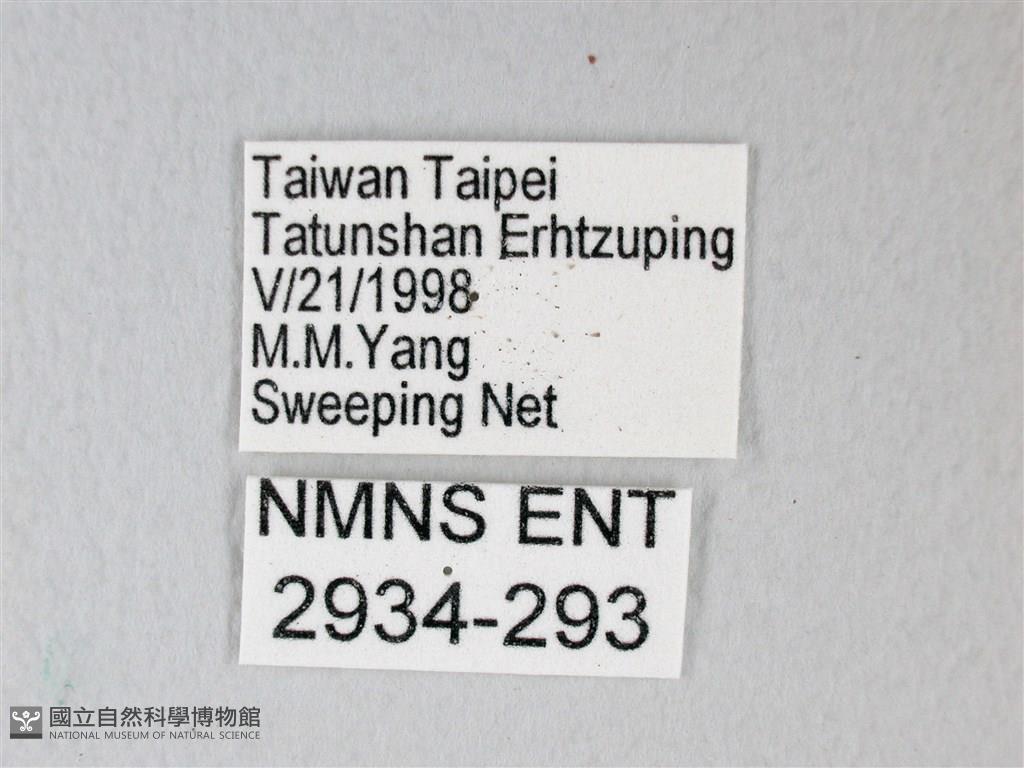 Taiwan Taipei
Tatunshan Erhtzuping
V/21/1998
M.M.Yang
Sweeping Net
NMNS ENT
2934-293
國立自然科學博物館
NATIONAL MUSEUM OF NATURAL SCIENCE